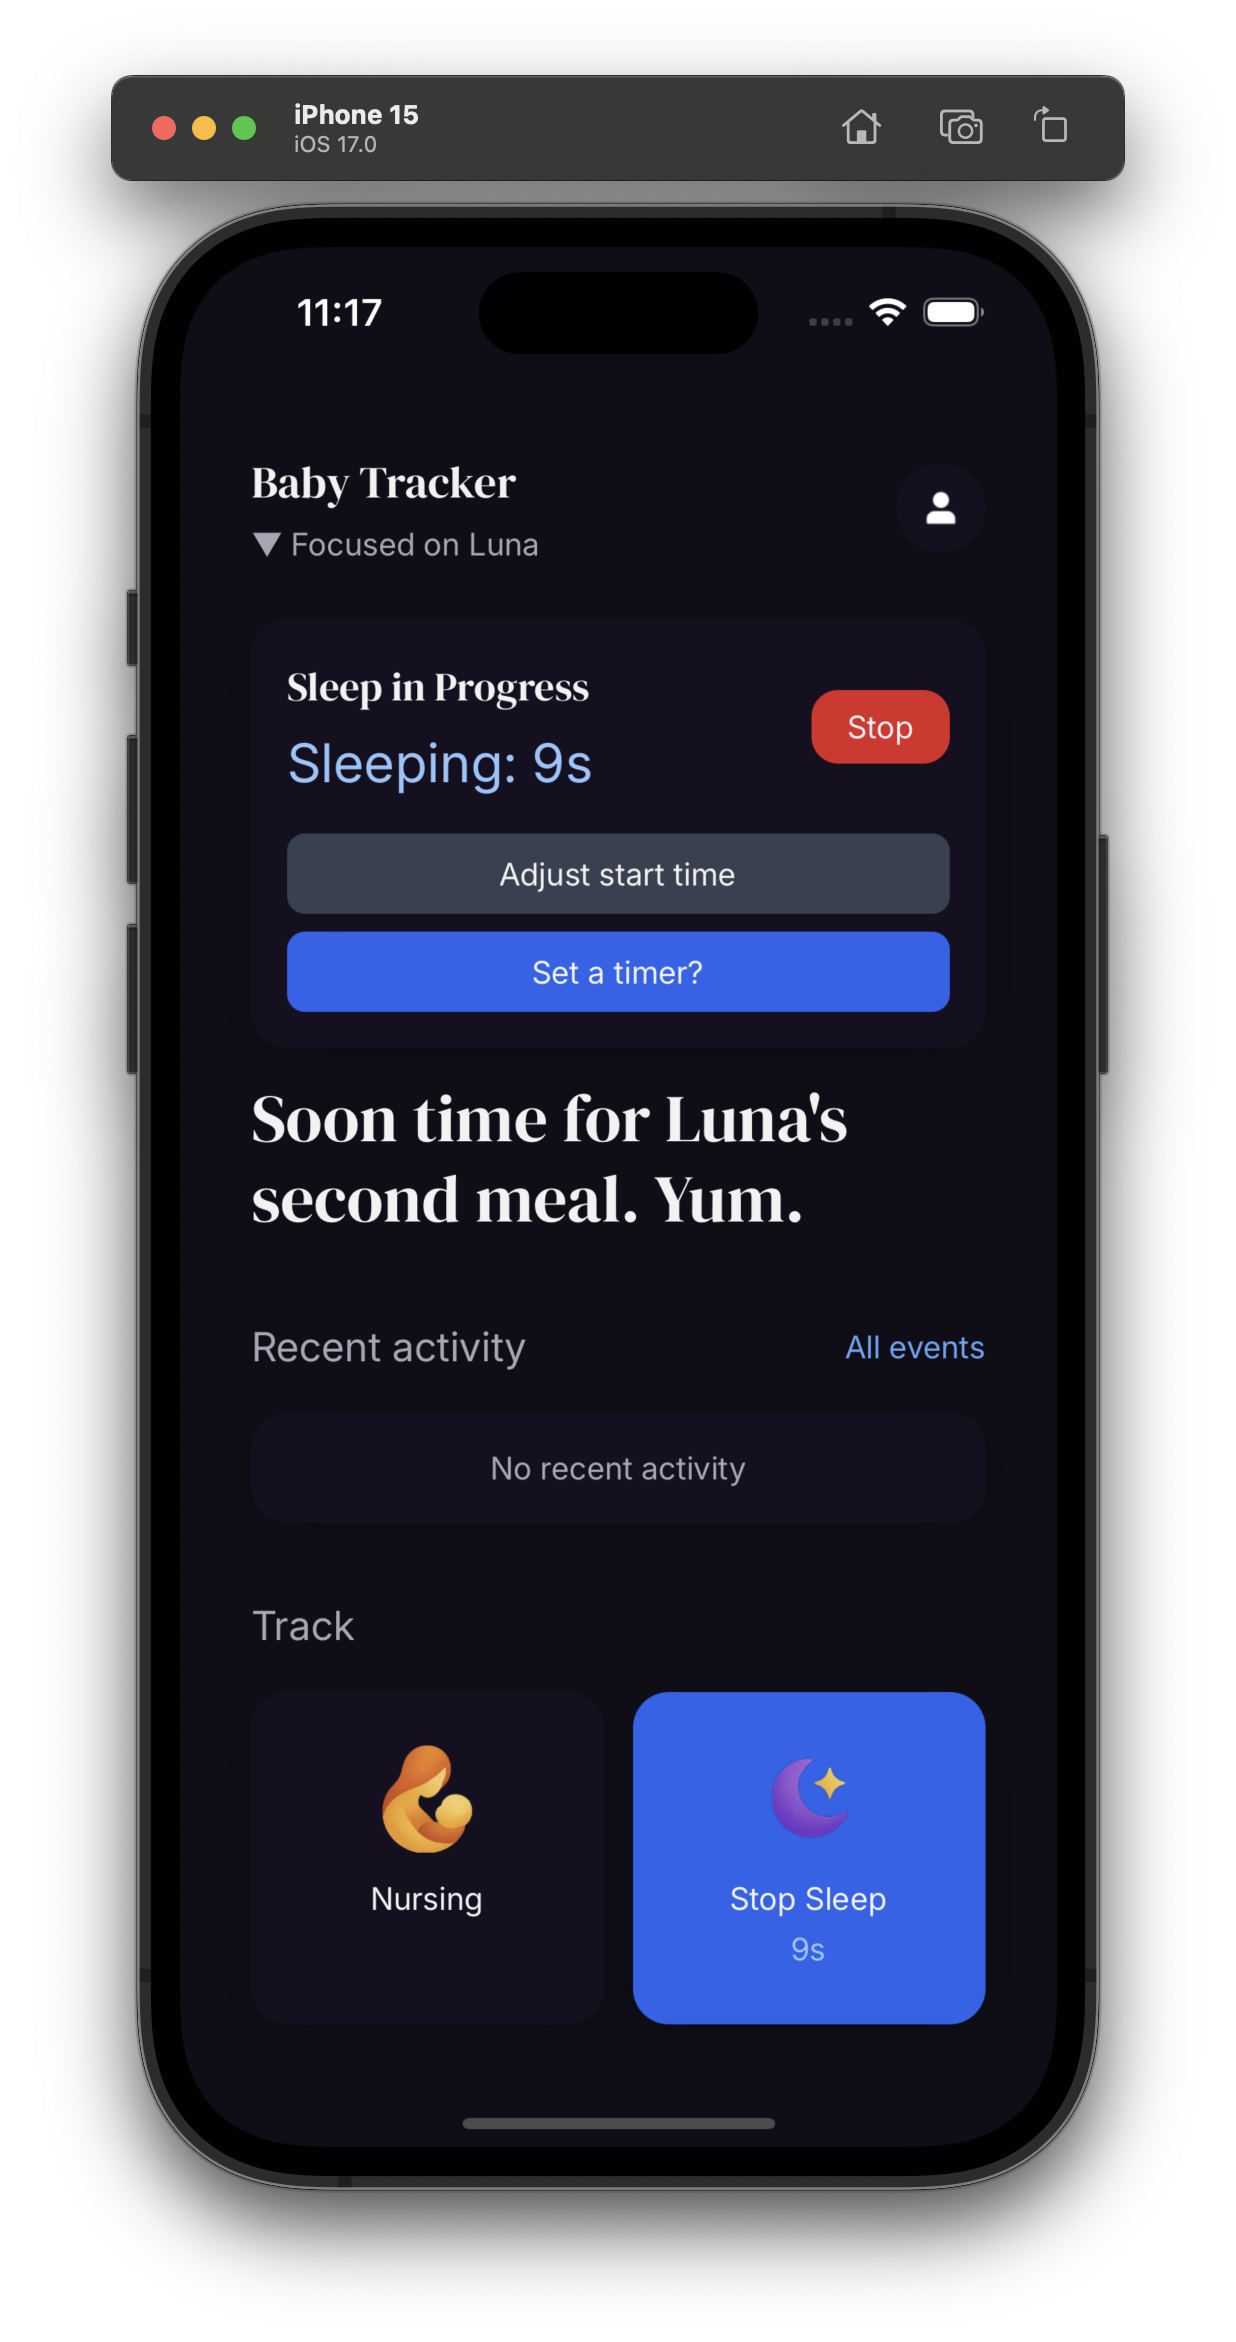 iPhone 15
iOS 17.0
11:17
Baby Tracker
▼ Focused on Luna
Sleep in Progress
Stop
Sleeping: 9s
Adjust start time
Set a timer?
Soon time for Luna's
second meal. Yum.
Recent activity
All events
No recent activity
Track
Nursing
Stop Sleep
9s